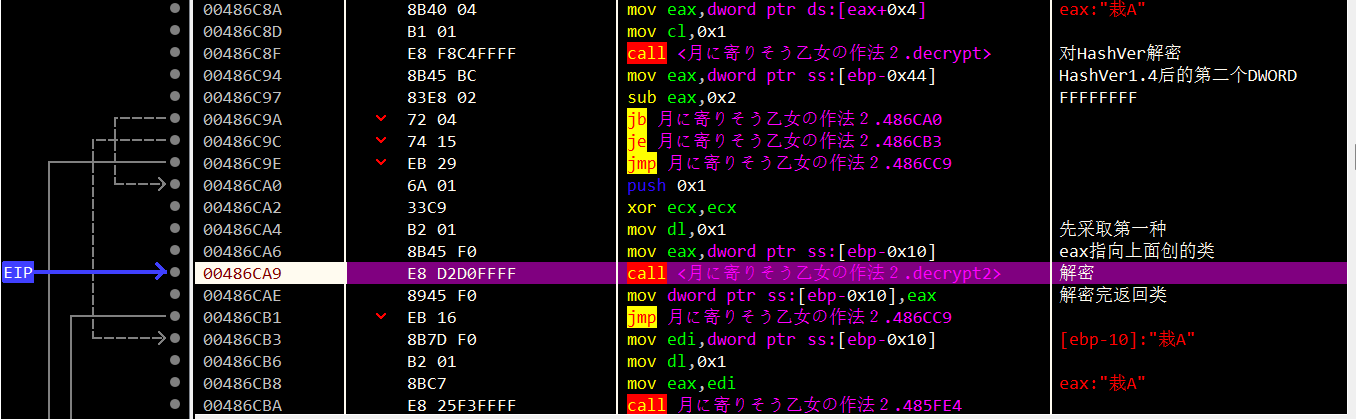 00486C8A 8B40 04 mov eax,dword ptr ds:[eax+0x4] eax:"栽A"
00486C8D B1 01 mov cl,0x1
00486C8F E8 F8C4FFFF call <月に寄りそう乙女の作法２.decrypt> 对HashVer解密
00486C94 8B45 BC mov eax,dword ptr ss:[ebp-0x44] HashVer1.4后的第二个DWORD
00486C97 83E8 02 sub eax,0x2 FFFFFFFF
00486C9A 72 04 jb 月に寄りそう乙女の作法２.486CA0
00486C9C 74 15 je 月に寄りそう乙女の作法２.486CB3
00486C9E EB 29 jmp 月に寄りそう乙女の作法２.486CC9
00486CA0 6A 01 push 0x1
00486CA2 33C9 xor ecx,ecx
00486CA4 B2 01 mov dl,0x1 先采取第一种
00486CA6 8B45 F0 mov eax,dword ptr ss:[ebp-0x10] eax指向上面创的类
EIP 00486CA9 E8 D2D0FFFF call <月に寄りそう乙女の作法２.decrypt2> 解密
00486CAE 8945 F0 mov dword ptr ss:[ebp-0x10],eax 解密完返回类
00486CB1 EB 16 jmp 月に寄りそう乙女の作法２.486CC9
00486CB3 8B7D F0 mov edi,dword ptr ss:[ebp-0x10] [ebp-10]:"栽A"
00486CB6 B2 01 mov dl,0x1
00486CB8 8BC7 mov eax,edi eax:"栽A"
00486CBA E8 25F3FFFF call 月に寄りそう乙女の作法２.485FE4